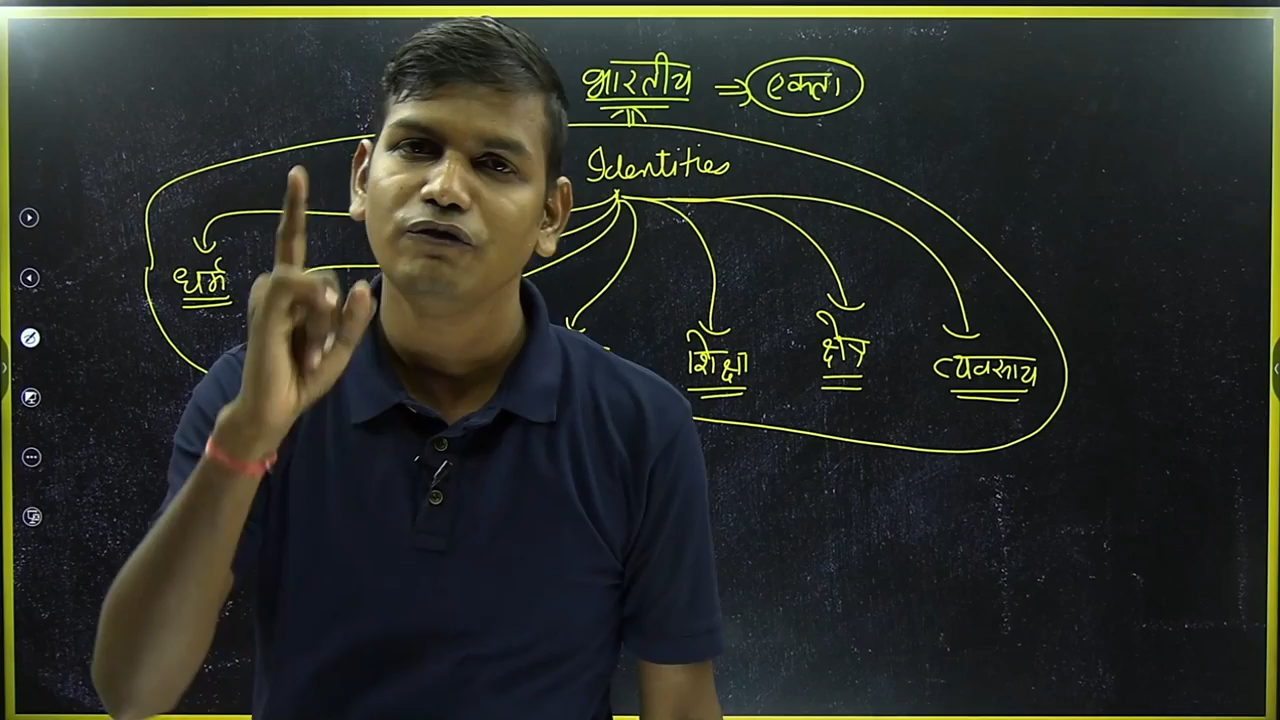 भारतीय ⇒ एकता
Identities
धर्म
शिक्षा
क्षेत्र
व्यवसाय